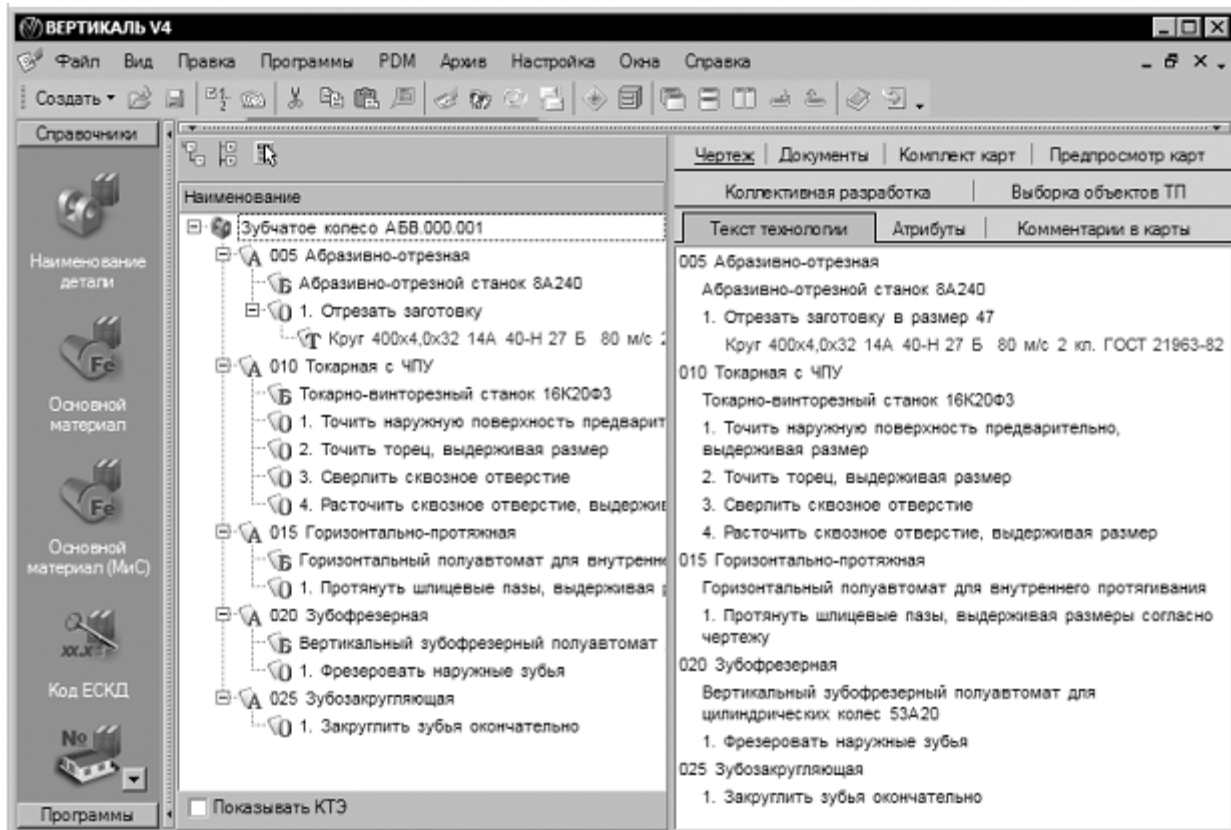 ВЕРТИКАЛЬ V4
Файл Вид Правка Программы PDM Архив Настройка Окна Справка
Создать
Справочники
Наименование детали
Основной материал
Основной материал (МиС)
XX.X
Код ЕСКД
№
Программы
Наименование
Зубчатое колесо АБВ.000.001
А 005 Абразивно-отрезная
Б Абразивно-отрезной станок 8А240
О 1. Отрезать заготовку
Т Круг 400х4,0х32 14А 40-Н 27 Б 80 м/с 2
А 010 Токарная с ЧПУ
Б Токарно-винторезный станок 16К20Ф3
О 1. Точить наружную поверхность предварит
О 2. Точить торец, выдерживая размер
О 3. Сверлить сквозное отверстие
О 4. Расточить сквозное отверстие, выдержив
А 015 Горизонтально-протяжная
Б Горизонтальный полуавтомат для внутренн
О 1. Протянуть шлицевые пазы, выдерживая р
А 020 Зубофрезерная
Б Вертикальный зубофрезерный полуавтомат
О 1. Фрезеровать наружные зубья
А 025 Зубозакругляющая
О 1. Закруглить зубья окончательно
Показывать КТЭ
Чертеж Документы Комплект карт Предпросмотр карт
Коллективная разработка Выборка объектов ТП
Текст технологии Атрибуты Комментарии в карты
005 Абразивно-отрезная
Абразивно-отрезной станок 8А240
1. Отрезать заготовку в размер 47
Круг 400х4,0х32 14А 40-Н 27 Б 80 м/с 2 кл. ГОСТ 21963-82
010 Токарная с ЧПУ
Токарно-винторезный станок 16К20Ф3
1. Точить наружную поверхность предварительно,
выдерживая размер
2. Точить торец, выдерживая размер
3. Сверлить сквозное отверстие
4. Расточить сквозное отверстие, выдерживая размер
015 Горизонтально-протяжная
Горизонтальный полуавтомат для внутреннего протягивания
1. Протянуть шлицевые пазы, выдерживая размеры согласно
чертежу
020 Зубофрезерная
Вертикальный зубофрезерный полуавтомат для
цилиндрических колес 53А20
1. Фрезеровать наружные зубья
025 Зубозакругляющая
1. Закруглить зубья окончательно